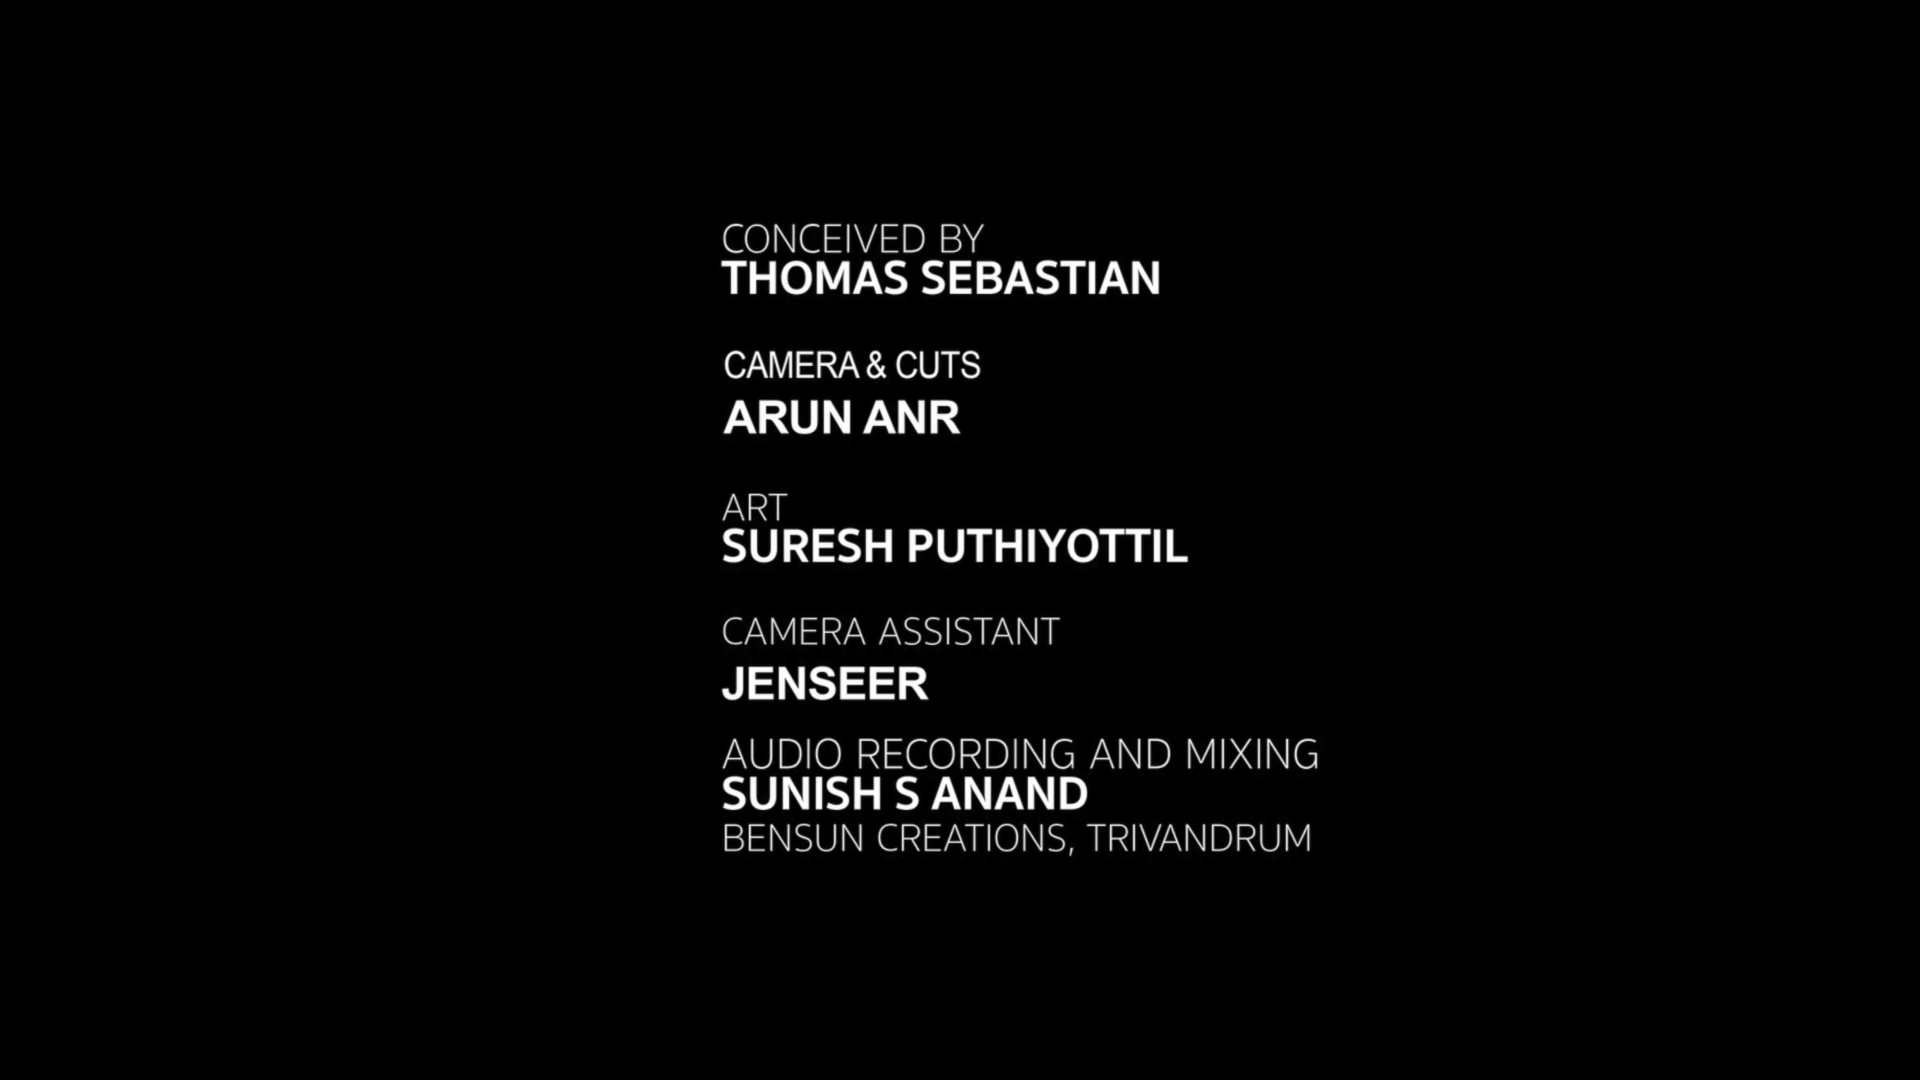 CONCEIVED BY
THOMAS SEBASTIAN
CAMERA & CUTS
ARUN ANR
ART
SURESH PUTHIYOTTIL
CAMERA ASSISTANT
JENSEER
AUDIO RECORDING AND MIXING
SUNISH S ANAND
BENSUN CREATIONS, TRIVANDRUM